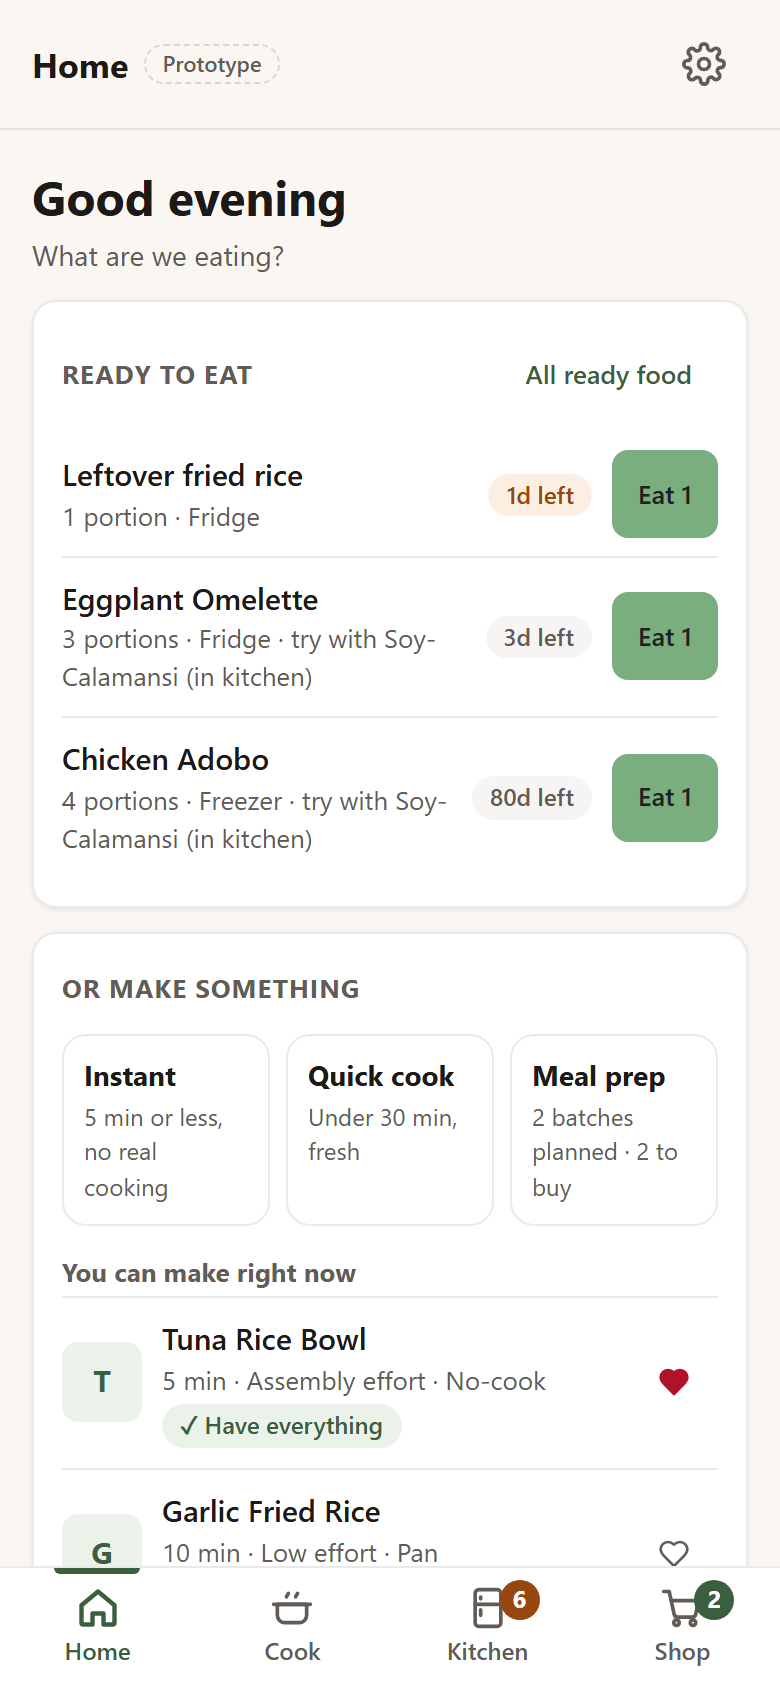 Home Prototype
Good evening
What are we eating?
READY TO EAT All ready food
Leftover fried rice
1 portion · Fridge
1d left
Eat 1
Eggplant Omelette
3 portions · Fridge · try with Soy-
Calamansi (in kitchen)
3d left
Eat 1
Chicken Adobo
4 portions · Freezer · try with Soy-
Calamansi (in kitchen)
80d left
Eat 1
OR MAKE SOMETHING
Instant
5 min or less,
no real
cooking
Quick cook
Under 30 min,
fresh
Meal prep
2 batches
planned · 2 to
buy
You can make right now
T
Tuna Rice Bowl
5 min · Assembly effort · No-cook
✓ Have everything
G
Garlic Fried Rice
10 min · Low effort · Pan
Home
Cook
6
Kitchen
2
Shop